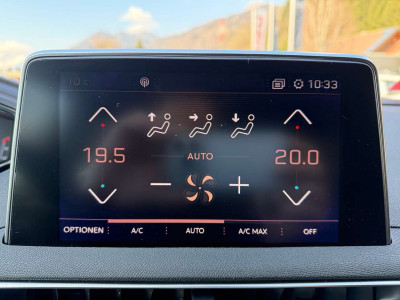 10:33
AUTO
19.5 20.0
OPTIONEN A/C AUTO A/C MAX OFF